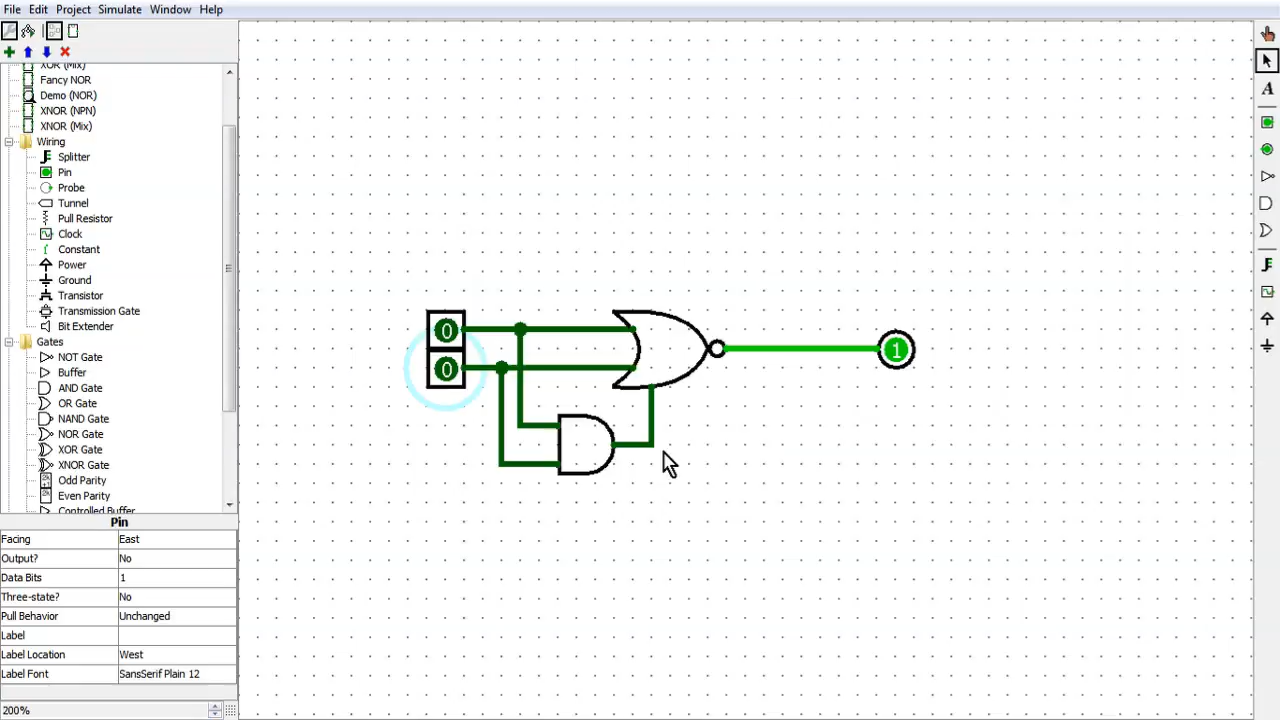 File Edit Project Simulate Window Help
XOR (Mix)
Fancy NOR
Demo (NOR)
XNOR (NPN)
XNOR (Mix)
Wiring
Splitter
Pin
Probe
Tunnel
Pull Resistor
Clock
Constant
Power
Ground
Transistor
Transmission Gate
Bit Extender
Gates
NOT Gate
Buffer
AND Gate
OR Gate
NAND Gate
NOR Gate
XOR Gate
XNOR Gate
Odd Parity
Even Parity
Controlled Buffer
Pin
Facing East
Output? No
Data Bits 1
Three-state? No
Pull Behavior Unchanged
Label
Label Location West
Label Font SansSerif Plain 12
200%
A
0
0
1